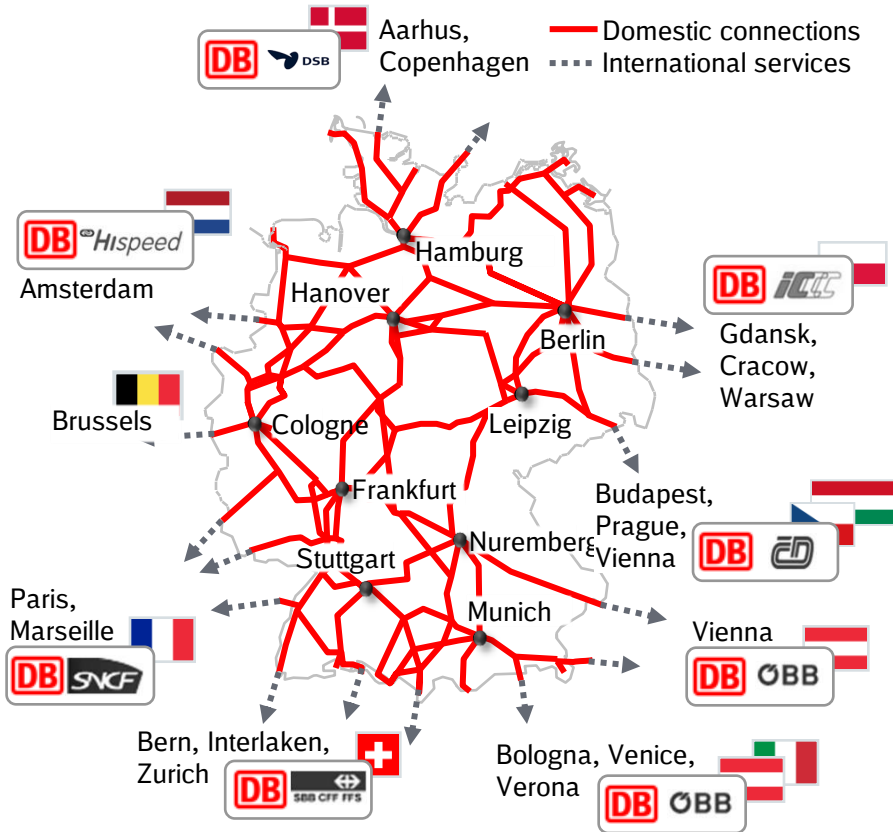 Aarhus,
Copenhagen
Domestic connections
International services
DB DSB
DB Hispeed
Amsterdam
Hamburg
Hanover
DB
Gdansk,
Cracow,
Warsaw
Berlin
Brussels
Cologne
Leipzig
Frankfurt
Budapest,
Prague,
Vienna
DB ČD
Nuremberg
Stuttgart
Paris,
Marseille
DB SNCF
Munich
Vienna
DB ÖBB
Bern, Interlaken,
Zurich
DB SBB CFF FFS
Bologna, Venice,
Verona
DB ÖBB